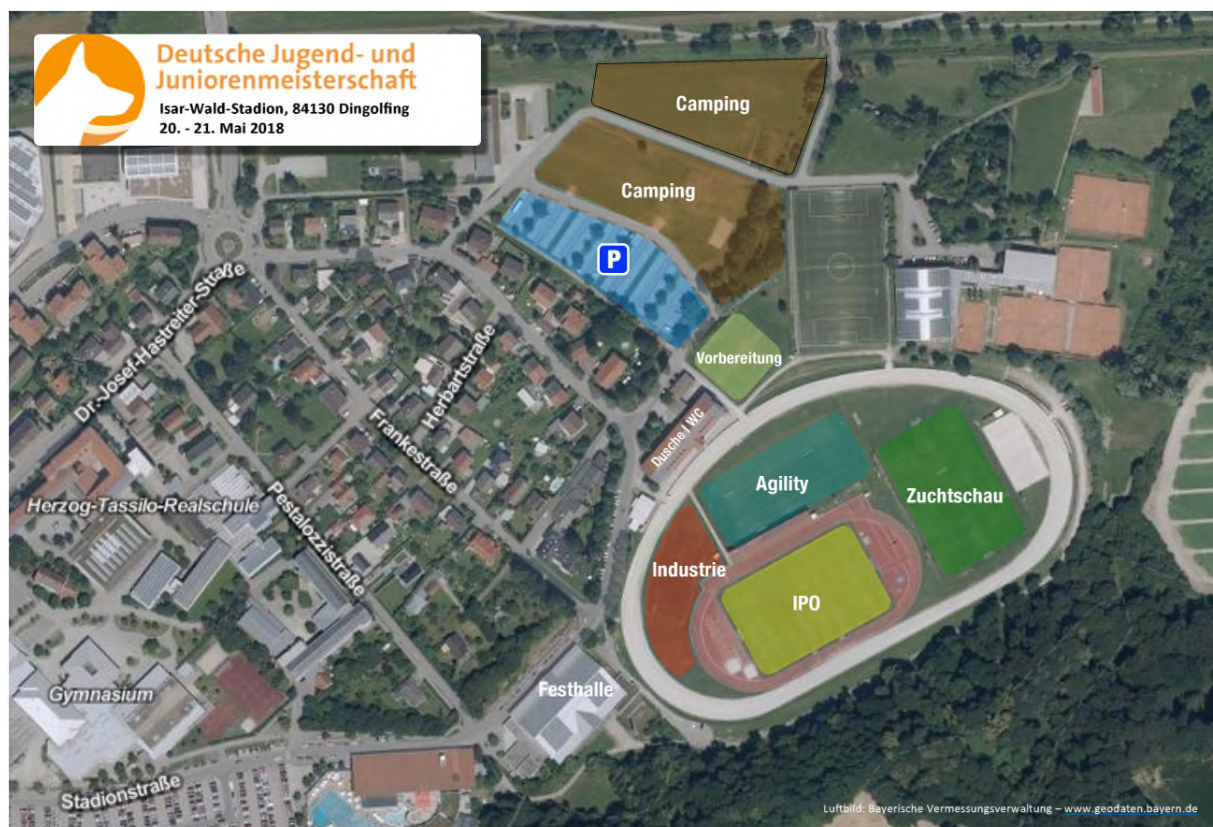 Deutsche Jugend- und
Juniorenmeisterschaft
Isar-Wald-Stadion, 84130 Dingolfing
20. - 21. Mai 2018
Camping
Camping
P
Vorbereitung
Dusche I WC
Agility
Zuchtschau
Industrie
IPO
Festhalle
Dr.-Josef-Hastreiter-Straße
Herbartstraße
Frankestraße
Pestalozzistraße
Herzog-Tassilo-Realschule
Gymnasium
Stadionstraße
Luftbild: Bayerische Vermessungsverwaltung – www.geodaten.bayern.de